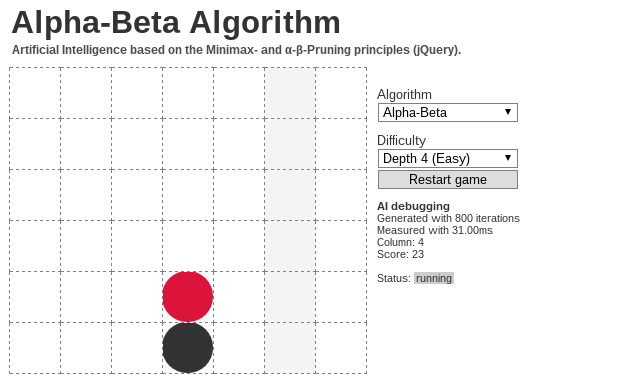 Alpha-Beta Algorithm
Artificial Intelligence based on the Minimax- and α-β-Pruning principles (jQuery).
Algorithm
Alpha-Beta
Difficulty
Depth 4 (Easy)
Restart game
AI debugging
Generated with 800 iterations
Measured with 31.00ms
Column: 4
Score: 23
Status: running